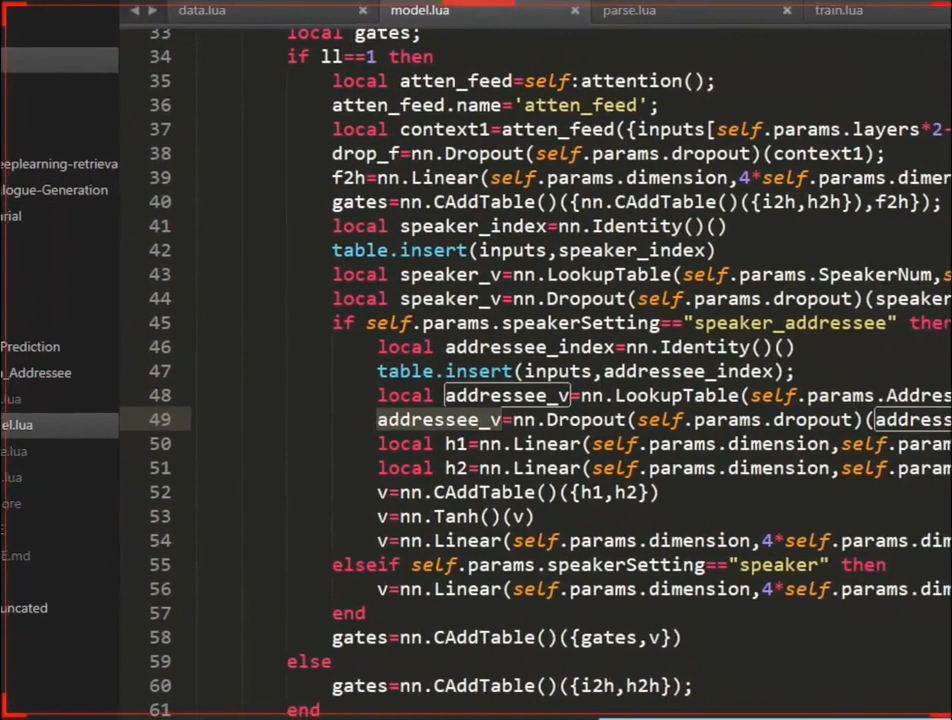 data.lua × model.lua × parse.lua × train.lua
33 local gates;
34 if ll==1 then
35 local atten_feed=self:attention();
36 atten_feed.name='atten_feed';
37 local context1=atten_feed({inputs[self.params.layers*2-
38 drop_f=nn.Dropout(self.params.dropout)(context1);
39 f2h=nn.Linear(self.params.dimension,4*self.params.dimer
40 gates=nn.CAddTable()({nn.CAddTable()({i2h,h2h}),f2h});
41 local speaker_index=nn.Identity()()
42 table.insert(inputs,speaker_index)
43 local speaker_v=nn.LookupTable(self.params.SpeakerNum,s
44 local speaker_v=nn.Dropout(self.params.dropout)(speaker
45 if self.params.speakerSetting=="speaker_addressee" then
46 local addressee_index=nn.Identity()()
47 table.insert(inputs,addressee_index);
48 local addressee_v=nn.LookupTable(self.params.Addres
49 addressee_v=nn.Dropout(self.params.dropout)(address
50 local h1=nn.Linear(self.params.dimension,self.param
51 local h2=nn.Linear(self.params.dimension,self.param
52 v=nn.CAddTable()({h1,h2})
53 v=nn.Tanh()(v)
54 v=nn.Linear(self.params.dimension,4*self.params.dim
55 elseif self.params.speakerSetting=="speaker" then
56 v=nn.Linear(self.params.dimension,4*self.params.dim
57 end
58 gates=nn.CAddTable()({gates,v})
59 else
60 gates=nn.CAddTable()({i2h,h2h});
61 end
eeplearning-retrieva
alogue-Generation
arial
Prediction
n_Addressee
.lua
el.lua
e.lua
.lua
ore
E
E.md
uncated